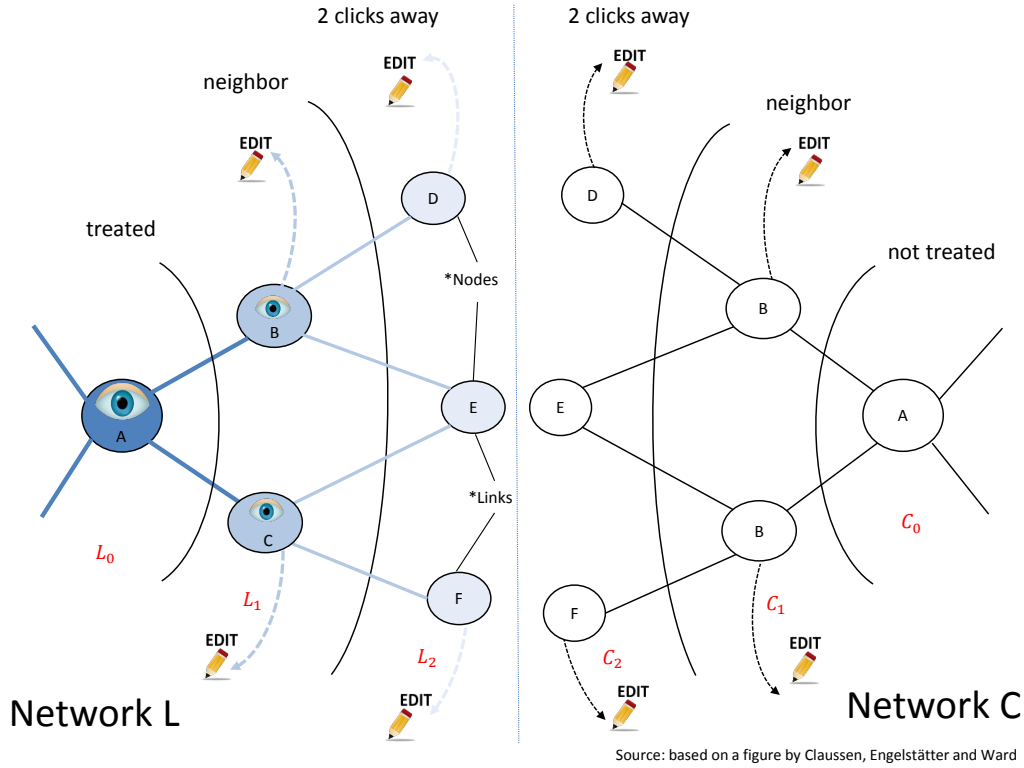 2 clicks away
2 clicks away
EDIT
EDIT
neighbor
neighbor
EDIT
EDIT
D
D
treated
not treated
*Nodes
B
B
E
E
A
A
*Links
C
B
C₀
L₀
L₁
C₁
F
F
EDIT
L₂
C₂
EDIT
EDIT
EDIT
Network L
Network C
Source: based on a figure by Claussen, Engelstätter and Ward